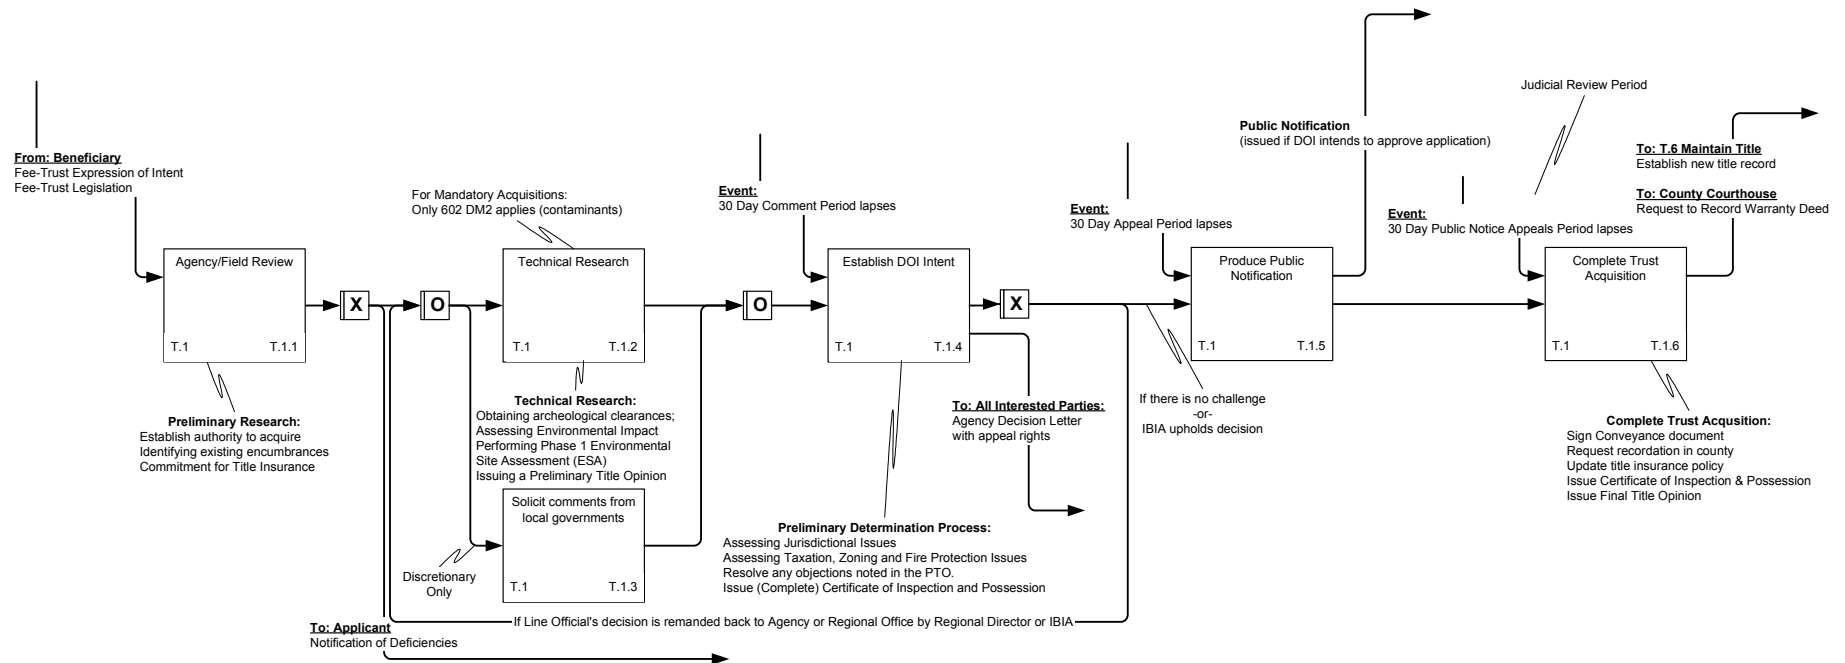 Judicial Review Period
Public Notification
(issued if DOI intends to approve application)
From: Beneficiary
Fee-Trust Expression of Intent
Fee-Trust Legislation
To: T.6 Maintain Title
Establish new title record
For Mandatory Acquisitions:
Only 602 DM2 applies (contaminants)
Event:
30 Day Comment Period lapses
Event:
30 Day Appeal Period lapses
Event:
30 Day Public Notice Appeals Period lapses
To: County Courthouse
Request to Record Warranty Deed
Agency/Field Review
T.1 T.1.1
X
O
Technical Research
T.1 T.1.2
O
Establish DOI Intent
T.1 T.1.4
X
Produce Public
Notification
T.1 T.1.5
Complete Trust
Acquisition
T.1 T.1.6
Preliminary Research:
Establish authority to acquire
Identifying existing encumbrances
Commitment for Title Insurance
Technical Research:
Obtaining archeological clearances;
Assessing Environmental Impact
Performing Phase 1 Environmental
Site Assessment (ESA)
Issuing a Preliminary Title Opinion
To: All Interested Parties:
Agency Decision Letter
with appeal rights
If there is no challenge
-or-
IBIA upholds decision
Complete Trust Acqusition:
Sign Conveyance document
Request recordation in county
Update title insurance policy
Issue Certificate of Inspection & Possession
Issue Final Title Opinion
Solicit comments from
local governments
T.1 T.1.3
Discretionary
Only
Preliminary Determination Process:
Assessing Jurisdictional Issues
Assessing Taxation, Zoning and Fire Protection Issues
Resolve any objections noted in the PTO.
Issue (Complete) Certificate of Inspection and Possession
If Line Official's decision is remanded back to Agency or Regional Office by Regional Director or IBIA
To: Applicant
Notification of Deficiencies